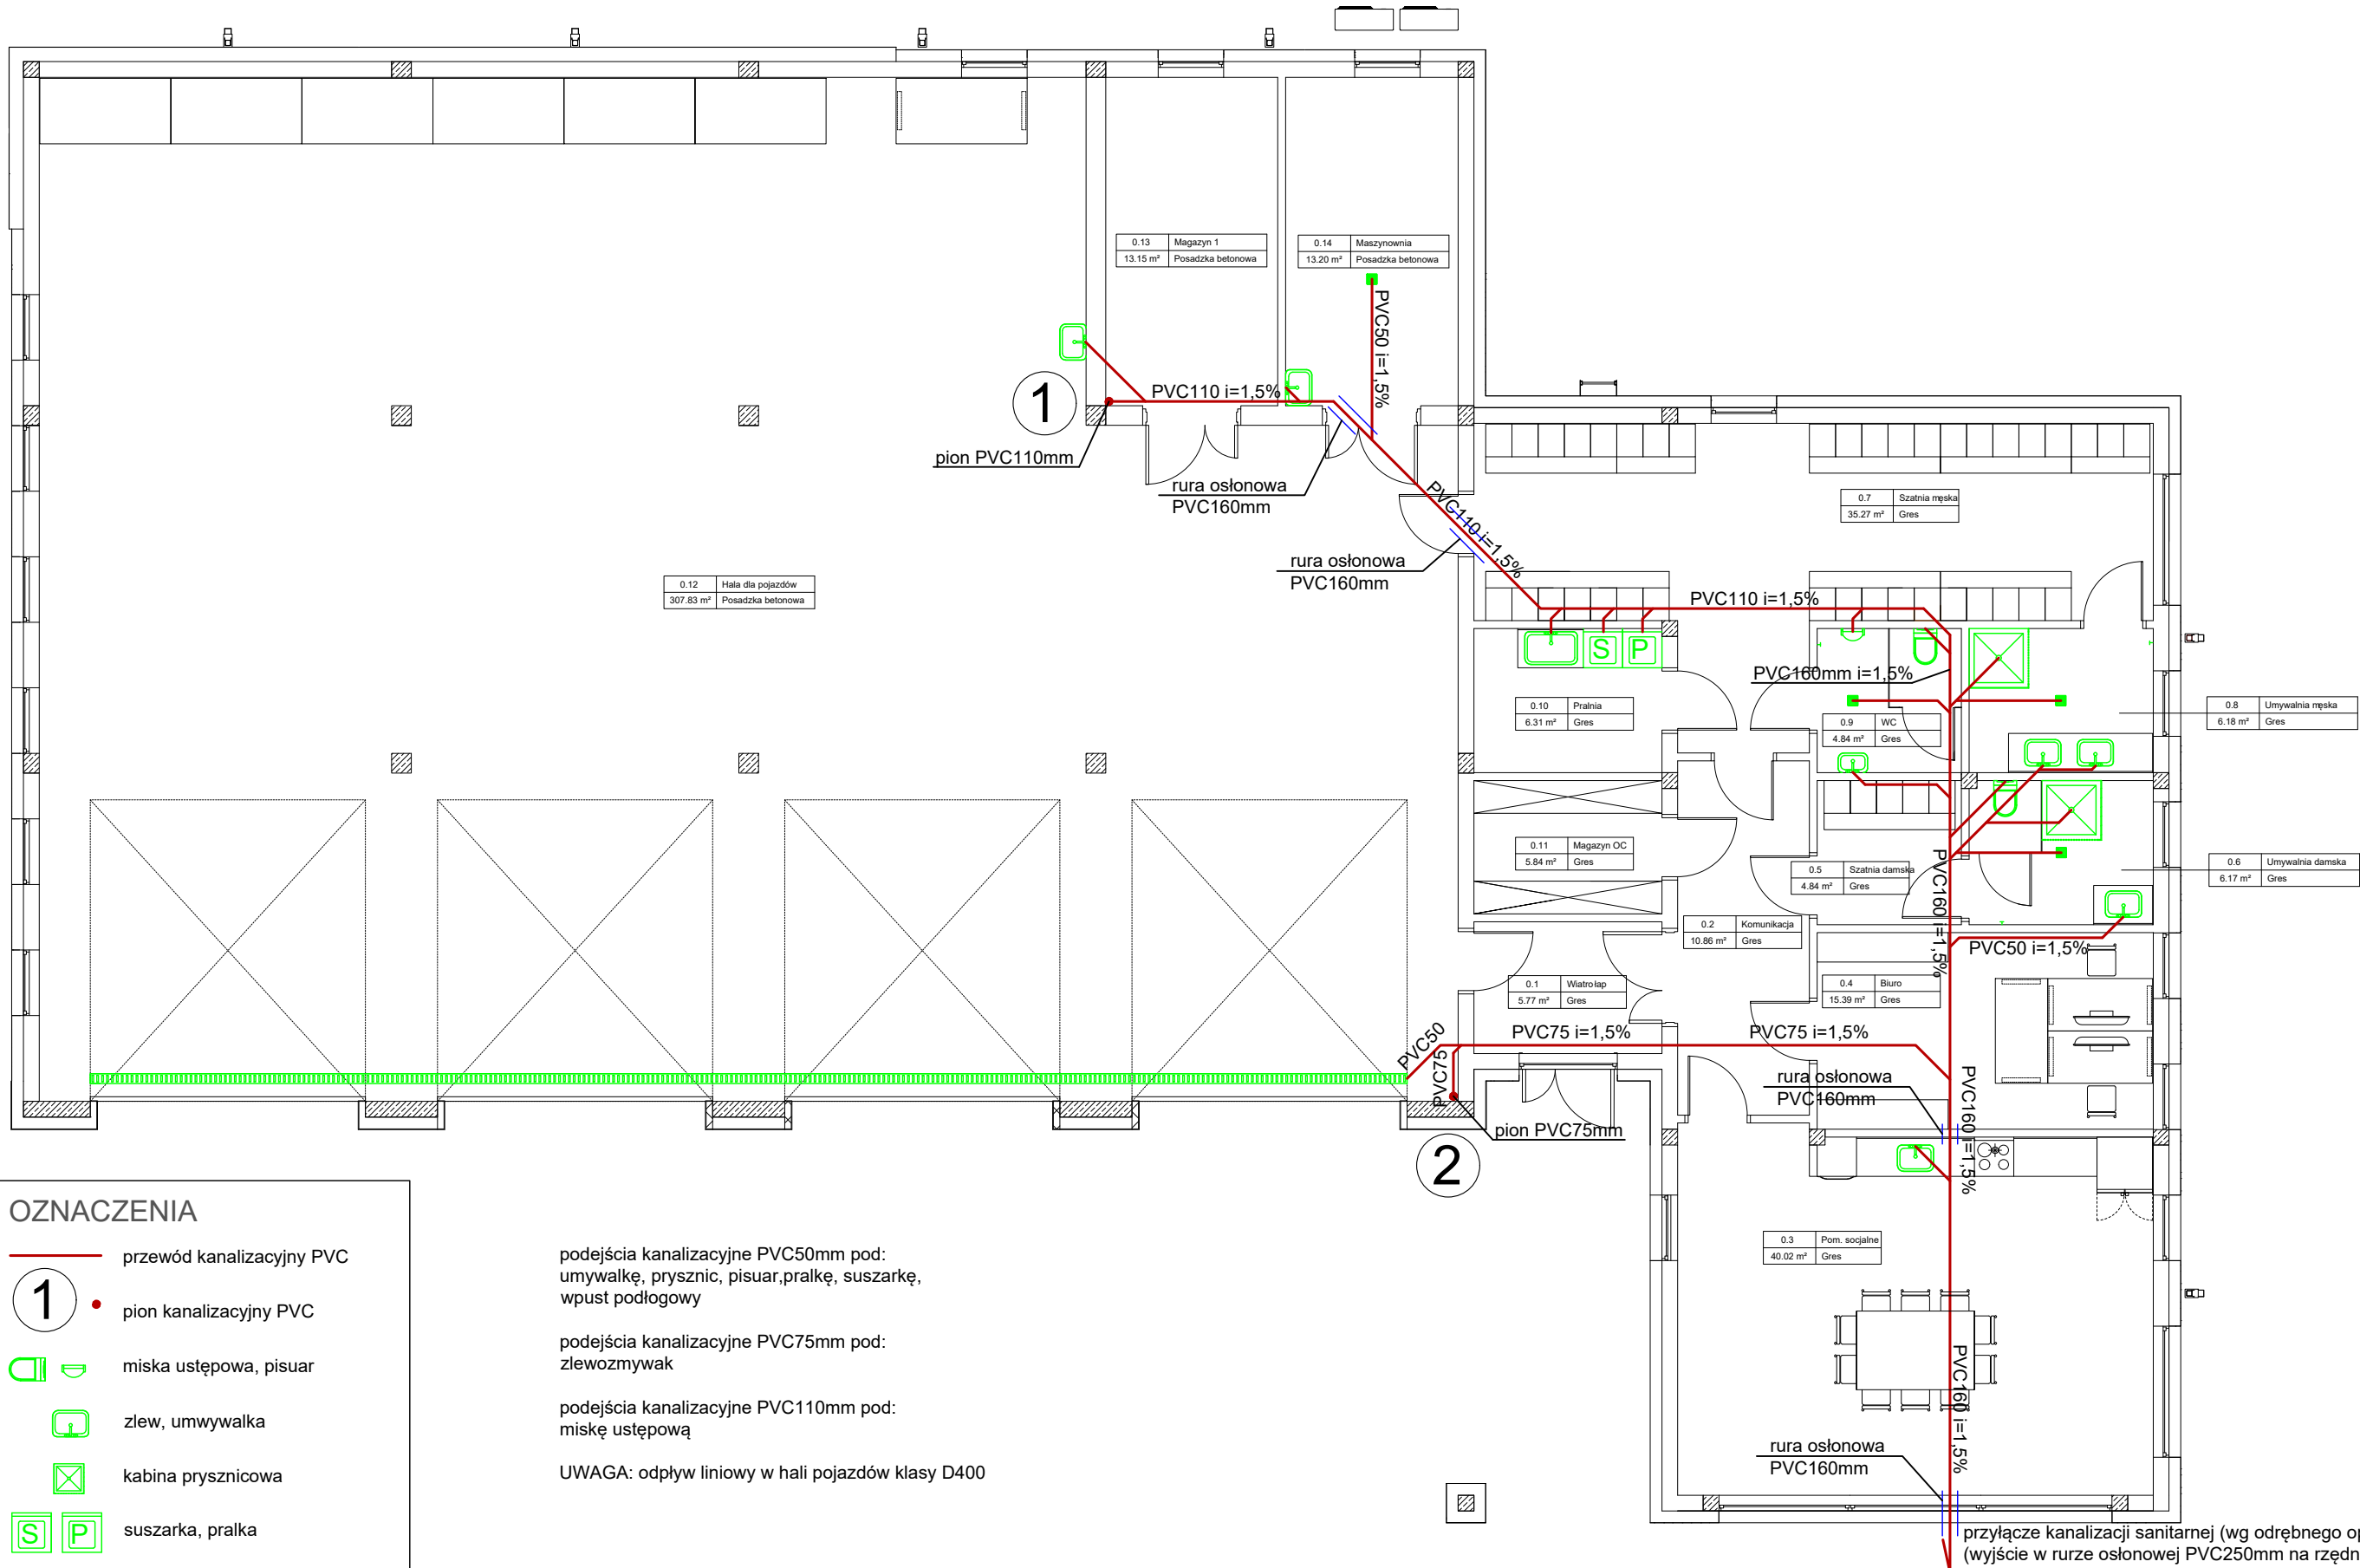 0.13 Magazyn 1
13.15 m² Posadzka betonowa
0.14 Maszynownia
13.20 m² Posadzka betonowa
PVC50 i=1,5%
1
PVC110 i=1,5%
pion PVC110mm
rura osłonowa
PVC160mm
PVC110 i=1,5%
rura osłonowa
PVC160mm
0.7 Szatnia męska
35.27 m² Gres
0.12 Hala dla pojazdów
307.83 m² Posadzka betonowa
PVC110 i=1,5%
S P
PVC160mm i=1,5%
0.10 Pralnia
6.31 m² Gres
0.9 WC
4.84 m² Gres
0.8 Umywalnia męska
6.18 m² Gres
0.11 Magazyn OC
5.84 m² Gres
0.5 Szatnia damska
4.84 m² Gres
0.6 Umywalnia damska
6.17 m² Gres
PVC160 i=1,5%
0.2 Komunikacja
10.86 m² Gres
PVC50 i=1,5%
0.1 Wiatrołap
5.77 m² Gres
0.4 Biuro
15.39 m² Gres
PVC50
PVC75
PVC75 i=1,5%
PVC75 i=1,5%
rura osłonowa
PVC160mm
PVC160 i=1,5%
pion PVC75mm
2
0.3 Pom. socjalne
40.02 m² Gres
PVC160 i=1,5%
rura osłonowa
PVC160mm
przyłącze kanalizacji sanitarnej (wg odrębnego
(wyjście w rurze osłonowej PVC250mm na
OZNACZENIA
przewód kanalizacyjny PVC
1 pion kanalizacyjny PVC
miska ustępowa, pisuar
zlew, umwywalka
kabina prysznicowa
S P suszarka, pralka
podejścia kanalizacyjne PVC50mm pod:
umywalkę, prysznic, pisuar,pralkę, suszarkę,
wpust podłogowy
podejścia kanalizacyjne PVC75mm pod:
zlewozmywak
podejścia kanalizacyjne PVC110mm pod:
miskę ustępową
UWAGA: odpływ liniowy w hali pojazdów klasy D400